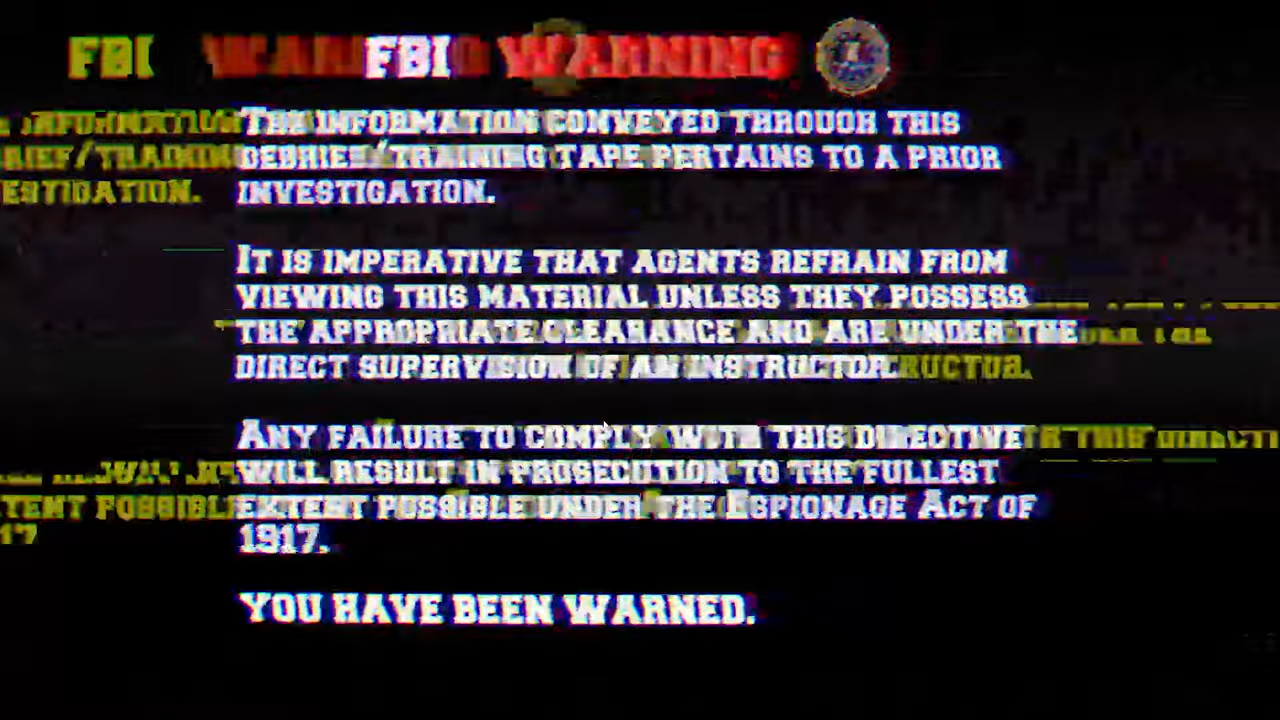 FBI WARNING
The information conveyed through this
debrief/training tape pertains to a prior
investigation.
It is imperative that agents refrain from
viewing this material unless they possess
the appropriate clearance and are under the
direct supervision of an instructor.
Any failure to comply with this directive
will result in prosecution to the fullest
extent possible under the Espionage Act of
1917.
YOU HAVE BEEN WARNED.